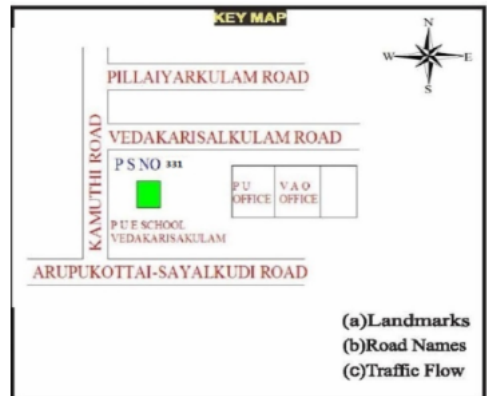 KEY MAP
N
W
E
S
PILLAIYARKULAM ROAD
VEDAKARISALKULAM ROAD
KAMUTHI ROAD
P S NO 331
P U
OFFICE
V A O
OFFICE
P U E SCHOOL
VEDAKARISAKULAM
ARUPUKOTTAI-SAYALKUDI ROAD
(a)Landmarks
(b)Road Names
(c)Traffic Flow